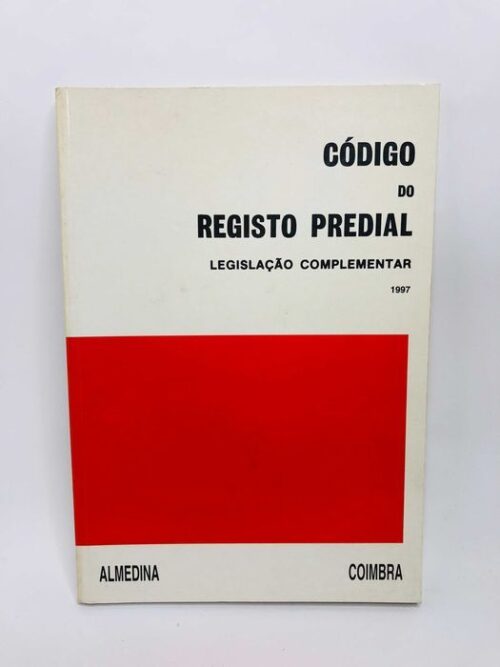 CÓDIGO
DO
REGISTO PREDIAL
LEGISLAÇÃO COMPLEMENTAR
1997
ALMEDINA COIMBRA